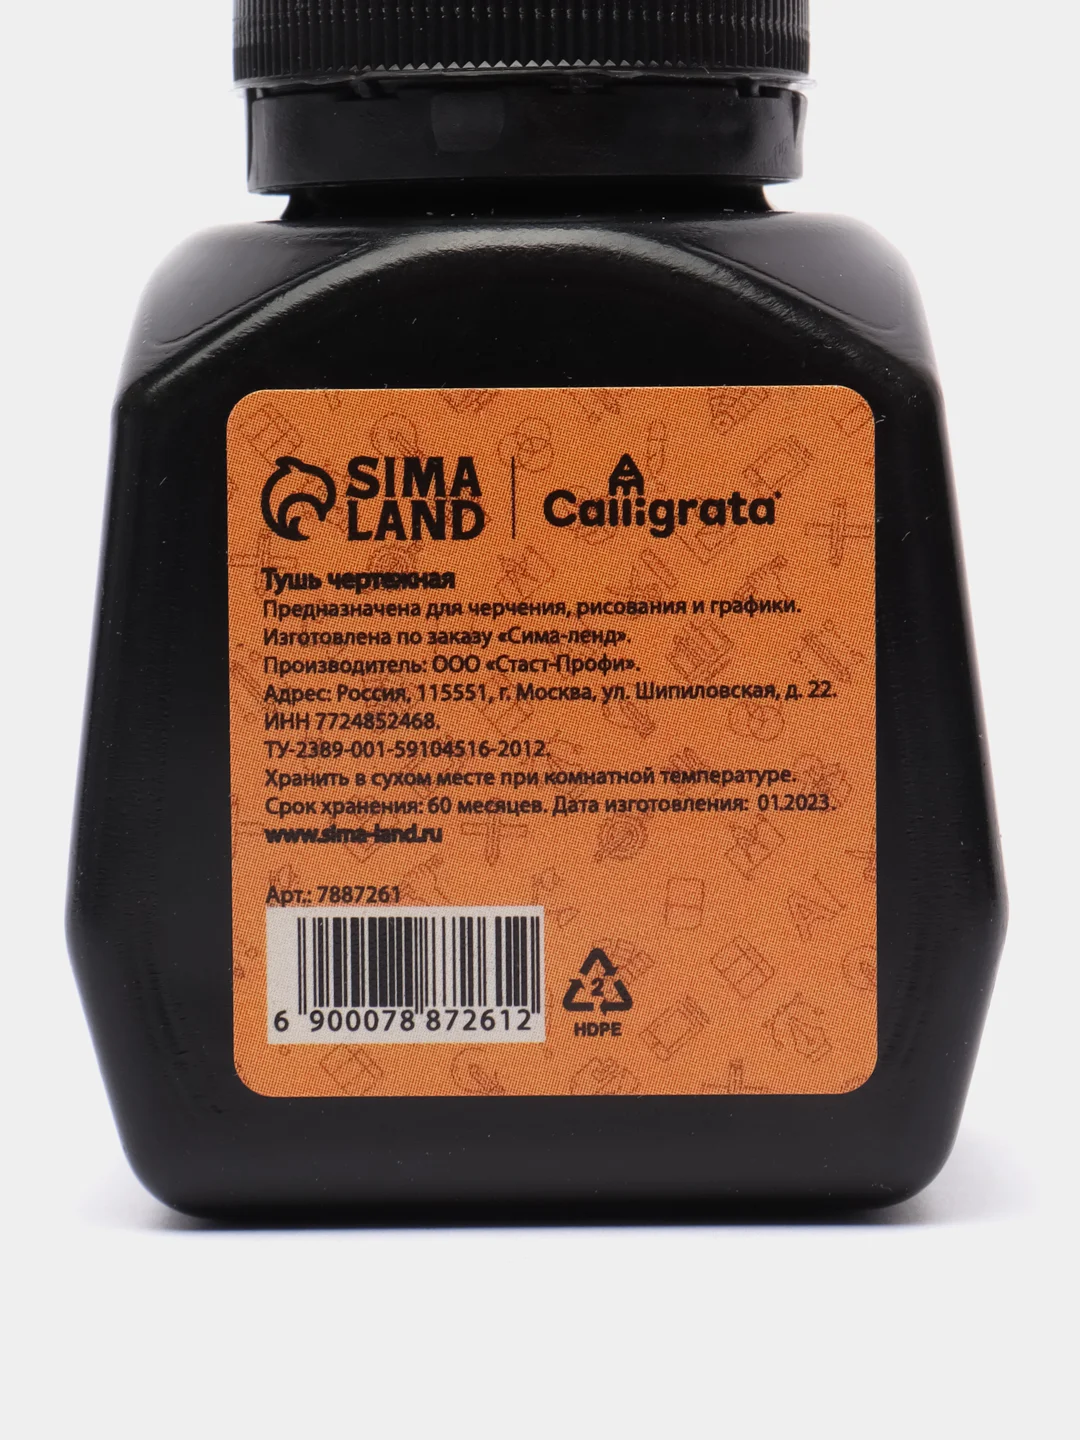 SIMA LAND
Calligrata
Тушь чертежная
Предназначена для черчения, рисования и графики.
Изготовлена по заказу «Сима-ленд».
Производитель: ООО «Стаст-Профи».
Адрес: Россия, 115551, г. Москва, ул. Шипиловская, д. 22.
ИНН 7724852468.
ТУ-2389-001-59104516-2012.
Хранить в сухом месте при комнатной температуре.
Срок хранения: 60 месяцев. Дата изготовления: 01.2023.
www.sima-land.ru
Арт.: 7887261
6 900078 872612
2
HDPE